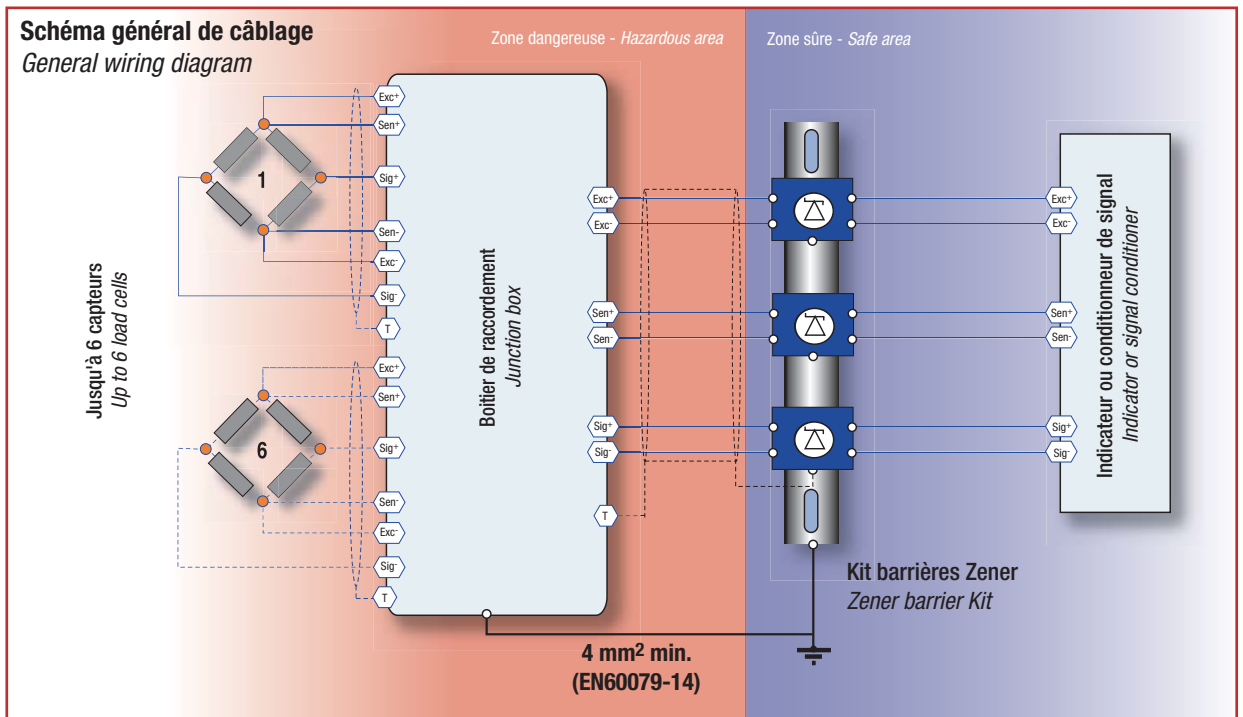 Schéma général de câblage
General wiring diagram
Zone dangereuse - Hazardous area
Zone sûre - Safe area
Jusqu'à 6 capteurs
Up to 6 load cells
1
Exc+
Sen+
Sig+
Sen-
Exc-
Sig-
T
6
Exc+
Sen+
Sig+
Sen-
Exc-
Sig-
T
Boîtier de raccordement
Junction box
Exc+
Exc-
Sen+
Sen-
Sig+
Sig-
T
Kit barrières Zener
Zener barrier Kit
4 mm² min.
(EN60079-14)
Exc+
Exc-
Sen+
Sen-
Sig+
Sig-
Indicateur ou conditionneur de signal
Indicator or signal conditioner